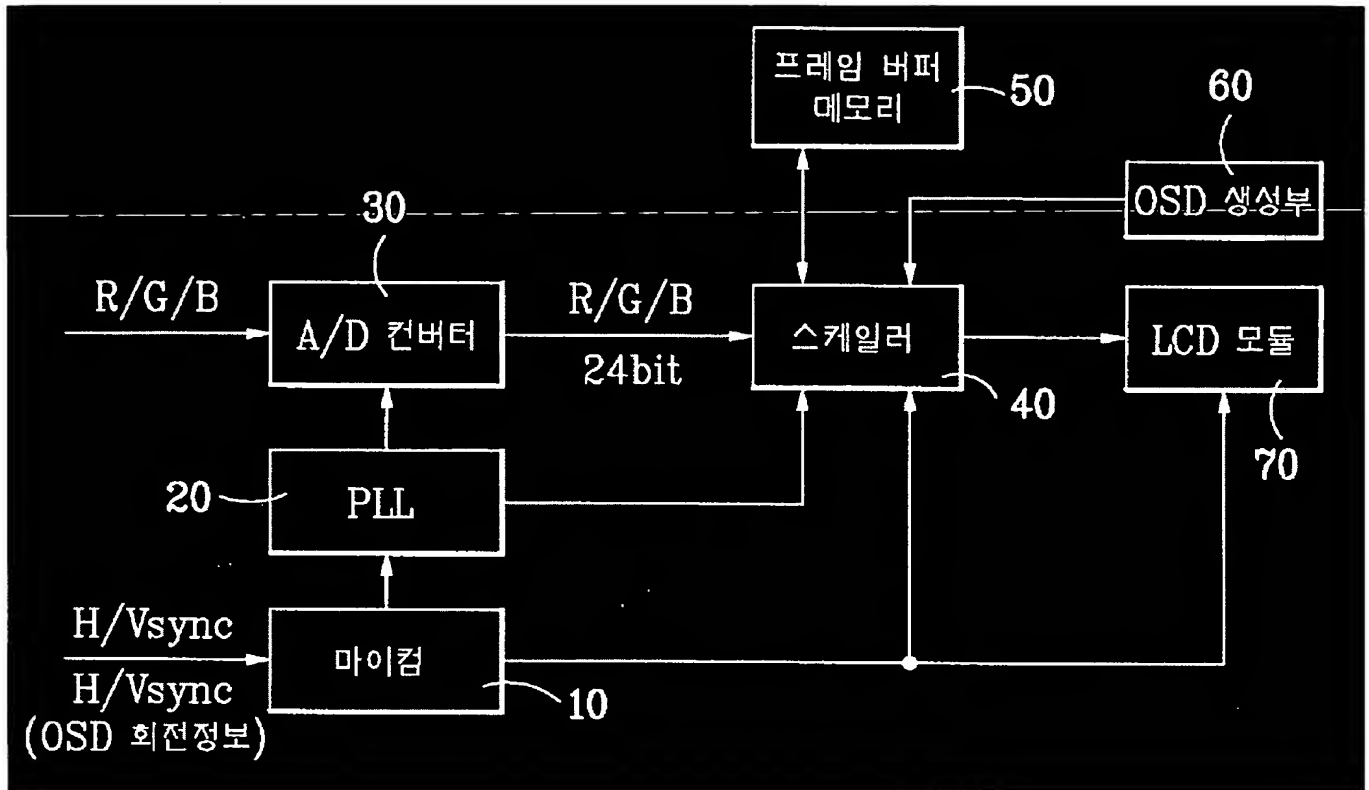 프레임 버퍼
메모리
50
60
OSD 생성부
30
R/G/B
A/D 컨버터
R/G/B
24bit
스케일러
40
LCD 모듈
70
20
PLL
H/Vsync
H/Vsync
(OSD 회전정보)
마이컴
10